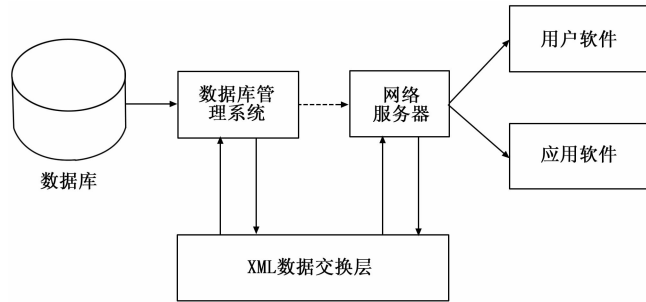 数据库
数据库管
理系统
网络
服务器
用户软件
应用软件
XML数据交换层